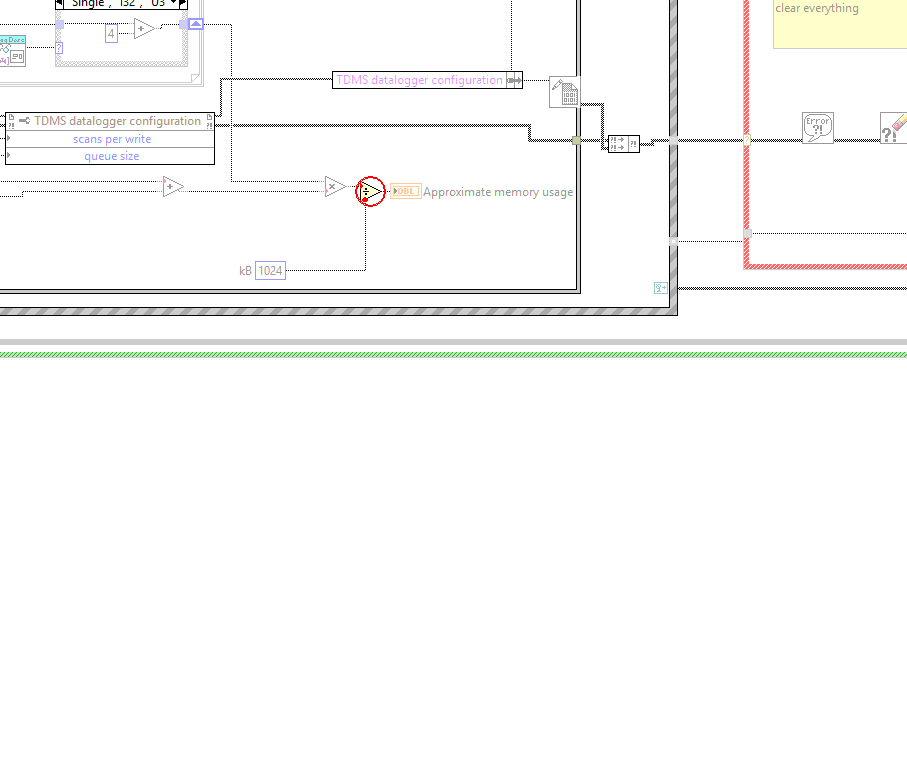 Single , I32 , U3
clear everything
4
?
TDMS datalogger configuration
TDMS datalogger configuration
scans per write
queue size
Error
?!
DBL
Approximate memory usage
kB 1024